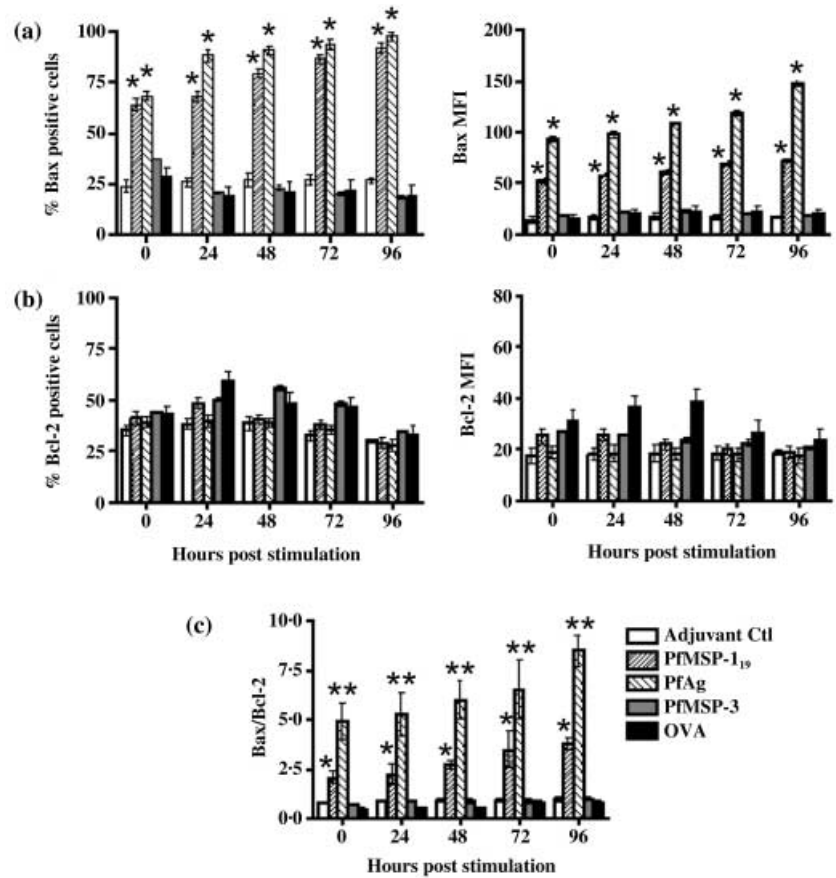 (a)
% Bax positive cells
100
75
50
25
0
* * * * * * * * * *
0 24 48 72 96
Bax MFI
200
150
100
50
0
* * * * * * * * * *
0 24 48 72 96
(b)
% Bcl-2 positive cells
100
75
50
25
0
0 24 48 72 96
Hours post stimulation
Bcl-2 MFI
80
60
40
20
0
0 24 48 72 96
Hours post stimulation
(c)
Bax/Bcl-2
10·0
7·5
5·0
2·5
0·0
* ** * ** * ** * ** * **
0 24 48 72 96
Hours post stimulation
Adjuvant Ctl
PfMSP-1₁₉
PfAg
PfMSP-3
OVA